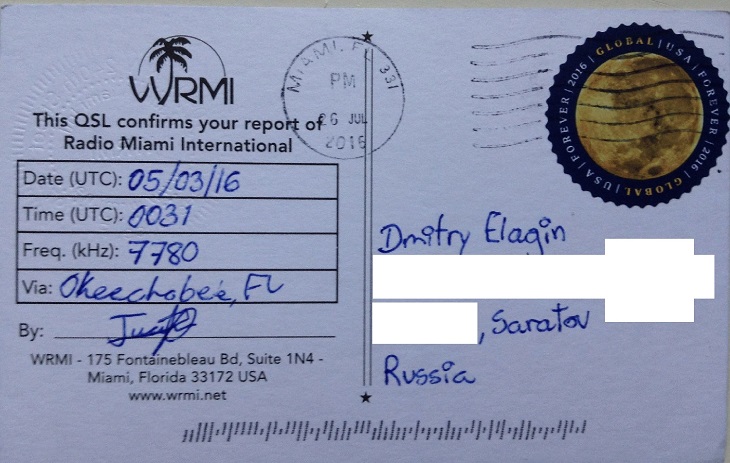 WRMI
This QSL confirms your report of
Radio Miami International
Date (UTC): 05/03/16
Time (UTC): 0031
Freq. (kHz): 7780
Via: Okeechobee, FL
By:
WRMI - 175 Fontainebleau Bd, Suite 1N4 -
Miami, Florida 33172 USA
www.wrmi.net
MIAMI, FL 331
PM
26 JUL
2016
GLOBAL | USA | FOREVER | 2016 | GLOBAL | USA | FOREVER | 2016 |
Dmitry Elagin
, Saratov
Russia